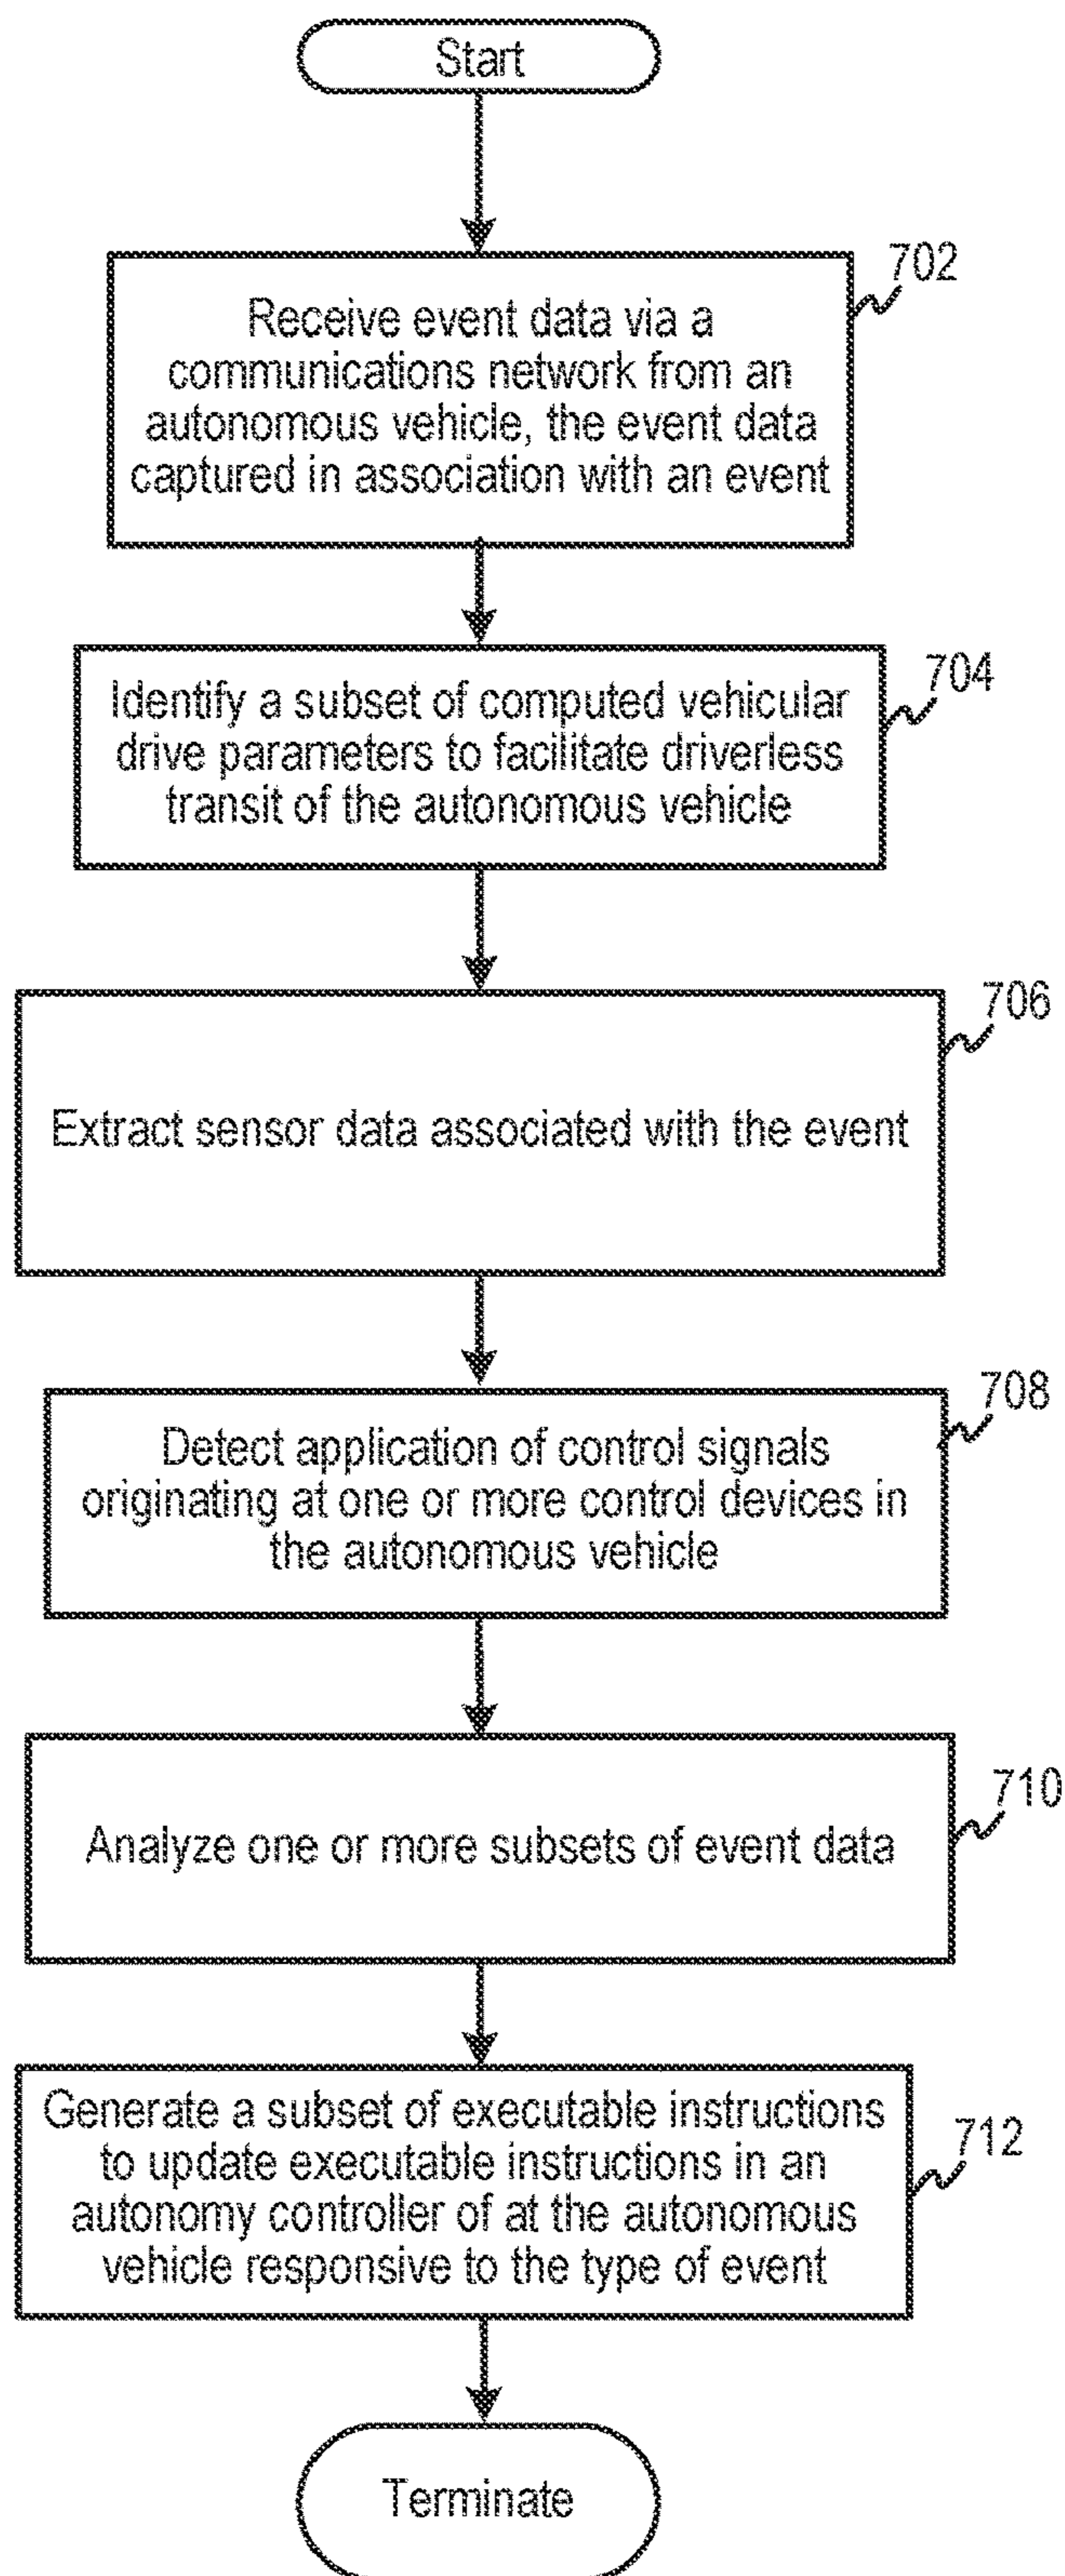 Start
702
Receive event data via a
communications network from an
autonomous vehicle, the event data
captured in association with an event
704
Identify a subset of computed vehicular
drive parameters to facilitate driverless
transit of the autonomous vehicle
706
Extract sensor data associated with the event
708
Detect application of control signals
originating at one or more control devices in
the autonomous vehicle
710
Analyze one or more subsets of event data
712
Generate a subset of executable instructions
to update executable instructions in an
autonomy controller of at the autonomous
vehicle responsive to the type of event
Terminate